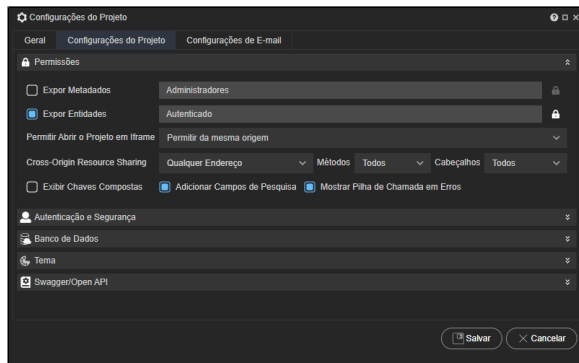 Configurações do Projeto
Geral Configurações do Projeto Configurações de E-mail
Permissões
Expor Metadados Administradores
Expor Entidades Autenticado
Permitir Abrir o Projeto em Iframe Permitir da mesma origem
Cross-Origin Resource Sharing Qualquer Endereço Métodos Todos Cabeçalhos Todos
Exibir Chaves Compostas Adicionar Campos de Pesquisa Mostrar Pilha de Chamada em Erros
Autenticação e Segurança
Banco de Dados
Tema
Swagger/Open API
Salvar Cancelar